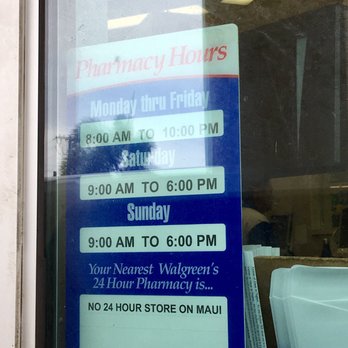 Pharmacy Hours
Monday thru Friday
8:00 AM TO 10:00 PM
Saturday
9:00 AM TO 6:00 PM
Sunday
9:00 AM TO 6:00 PM
Your Nearest Walgreen's
24 Hour Pharmacy is...
NO 24 HOUR STORE ON MAUI